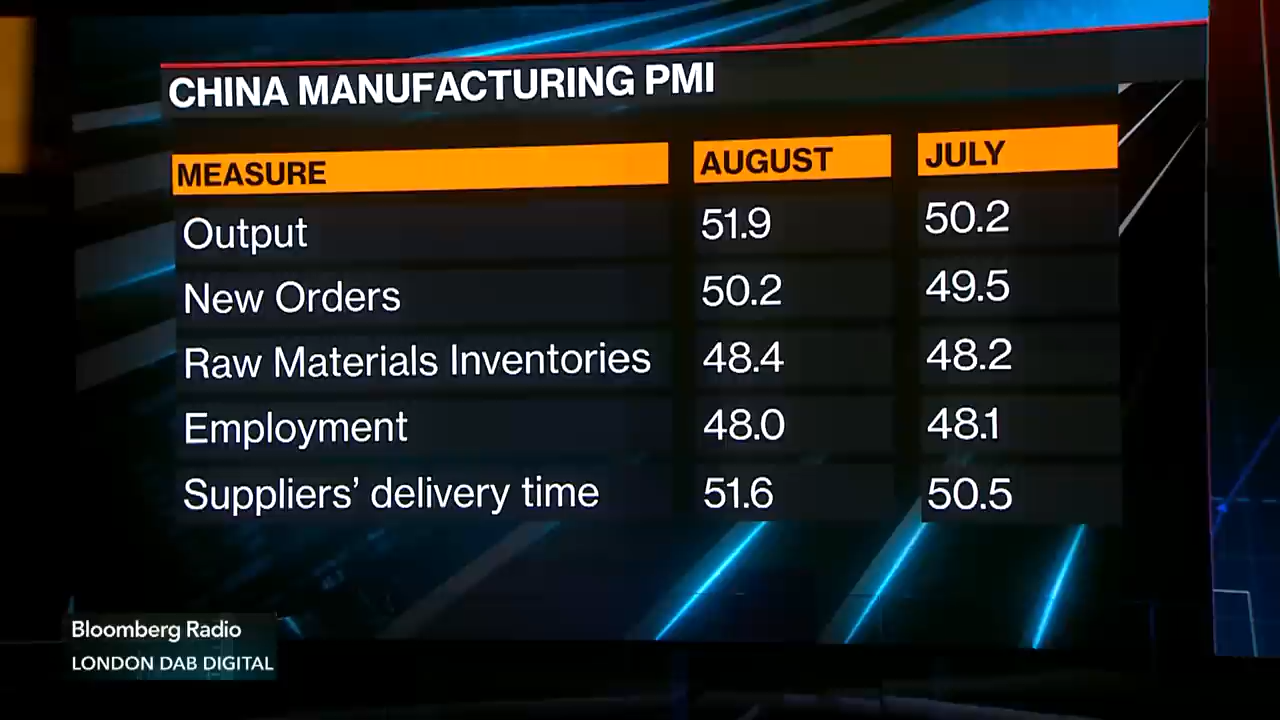 CHINA MANUFACTURING PMI
MEASURE AUGUST JULY
Output 51.9 50.2
New Orders 50.2 49.5
Raw Materials Inventories 48.4 48.2
Employment 48.0 48.1
Suppliers' delivery time 51.6 50.5
Bloomberg Radio
LONDON DAB DIGITAL